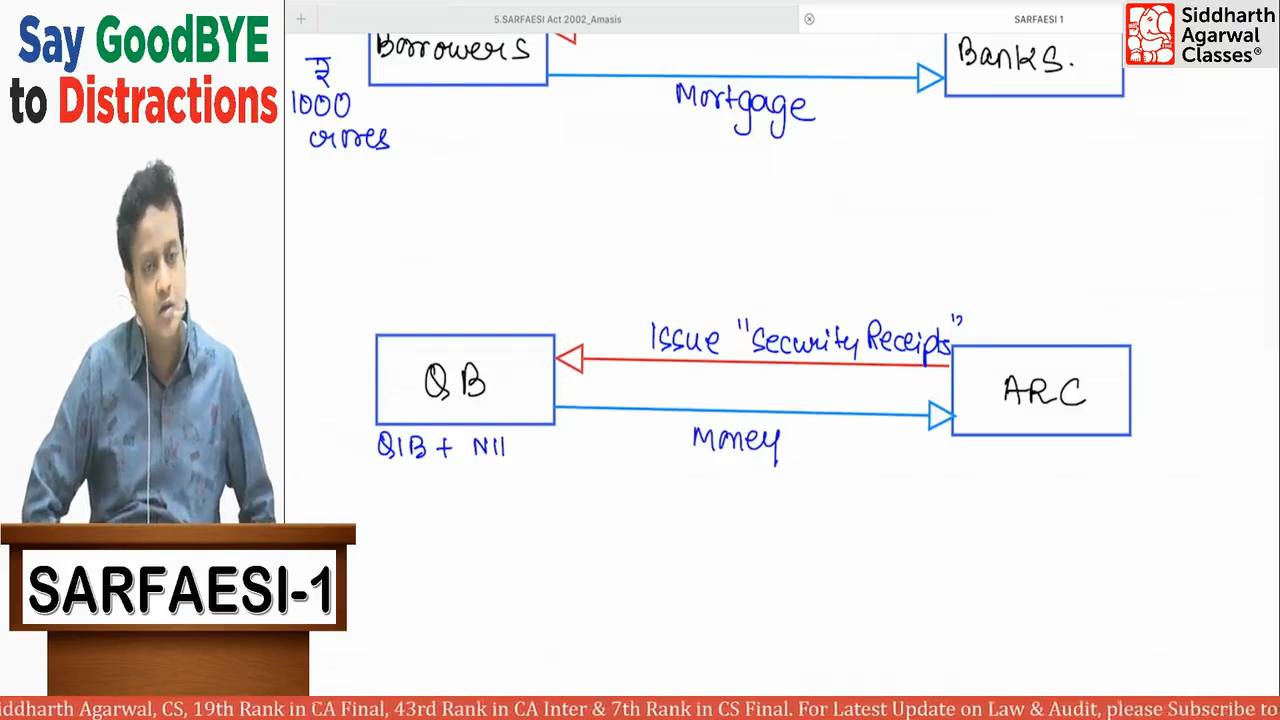 Say GoodBYE
to Distractions
5.SARFAESI Act 2002_Amasis
SARFAESI 1
Siddharth
Agarwal
Classes®
Borrowers
Banks.
₹
1000
crores
Mortgage
Issue "Security Receipts"
QB
ARC
QIB + NII
Money
SARFAESI-1
iddharth Agarwal, CS, 19th Rank in CA Final, 43rd Rank in CA Inter & 7th Rank in CS Final. For Latest Update on Law & Audit, please Subscribe to